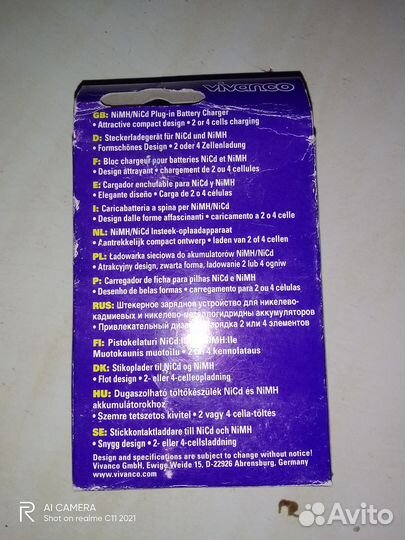 vivanco
GB: NiMH/NiCd Plug-in Battery Charger
• Attractive compact design • 2 or 4 cells charging
D: Steckerladegerät für NiCd und NiMH
• Formschönes Design • 2 oder 4 Zellenladung
F: Bloc chargeur pour batteries NiCd et NiMH
• Design attrayant • chargement de 2 ou 4 cellules
E: Cargador enchufable para NiCd y NiMH
• Elegante diseño • Carga de 2 o 4 células
I: Caricabatteria a spina per NiMH/NiCd
• Design dalle forme affascinanti • caricamento a 2 o 4 celle
NL: NiMH/NiCd Insteek-oplaadapparaat
• Aantrekkelijk compact ontwerp • laden van 2 of 4 cellen
PL: Ładowarka sieciowa do akumulatorów NiMH/NiCd
• Atrakcyjny design, zwarta forma, ładowanie 2 lub 4 ogniw
P: Carregador de ficha para pilhas NiCd e NiMH
• Desenho de belas formas • carregamento para 2 ou 4 células
RUS: Штекерное зарядное устройство для никелево-
кадмиевых и никелево-металлогидридных аккумуляторов
• Привлекательный зарядка 2 или 4 элементов
FI: Pistokelaturi NiCd:lle
Muotokaunis muotoilu • 2- tai 4 kennolataus
DK: Stikoplader til NiCd og NiMH
• Flot design • 2- eller 4-celleopladning
HU: Dugaszolható töltőkészülék NiCd és NiMH
akkumulátorokhoz
• Szemre tetszetos kivitel • 2 vagy 4 cella-töltés
SE: Stickkontaktladdare till NiCd och NiMH
• Snygg design • 2- eller 4-cellsladdning
Design and specifications are subject to change without notice!
Vivanco GmbH, Ewige Weide 15, D-22926 Ahrensburg, Germany
www.vivanco.com
R
AI CAMERA
Shot on realme C11 2021
Avito